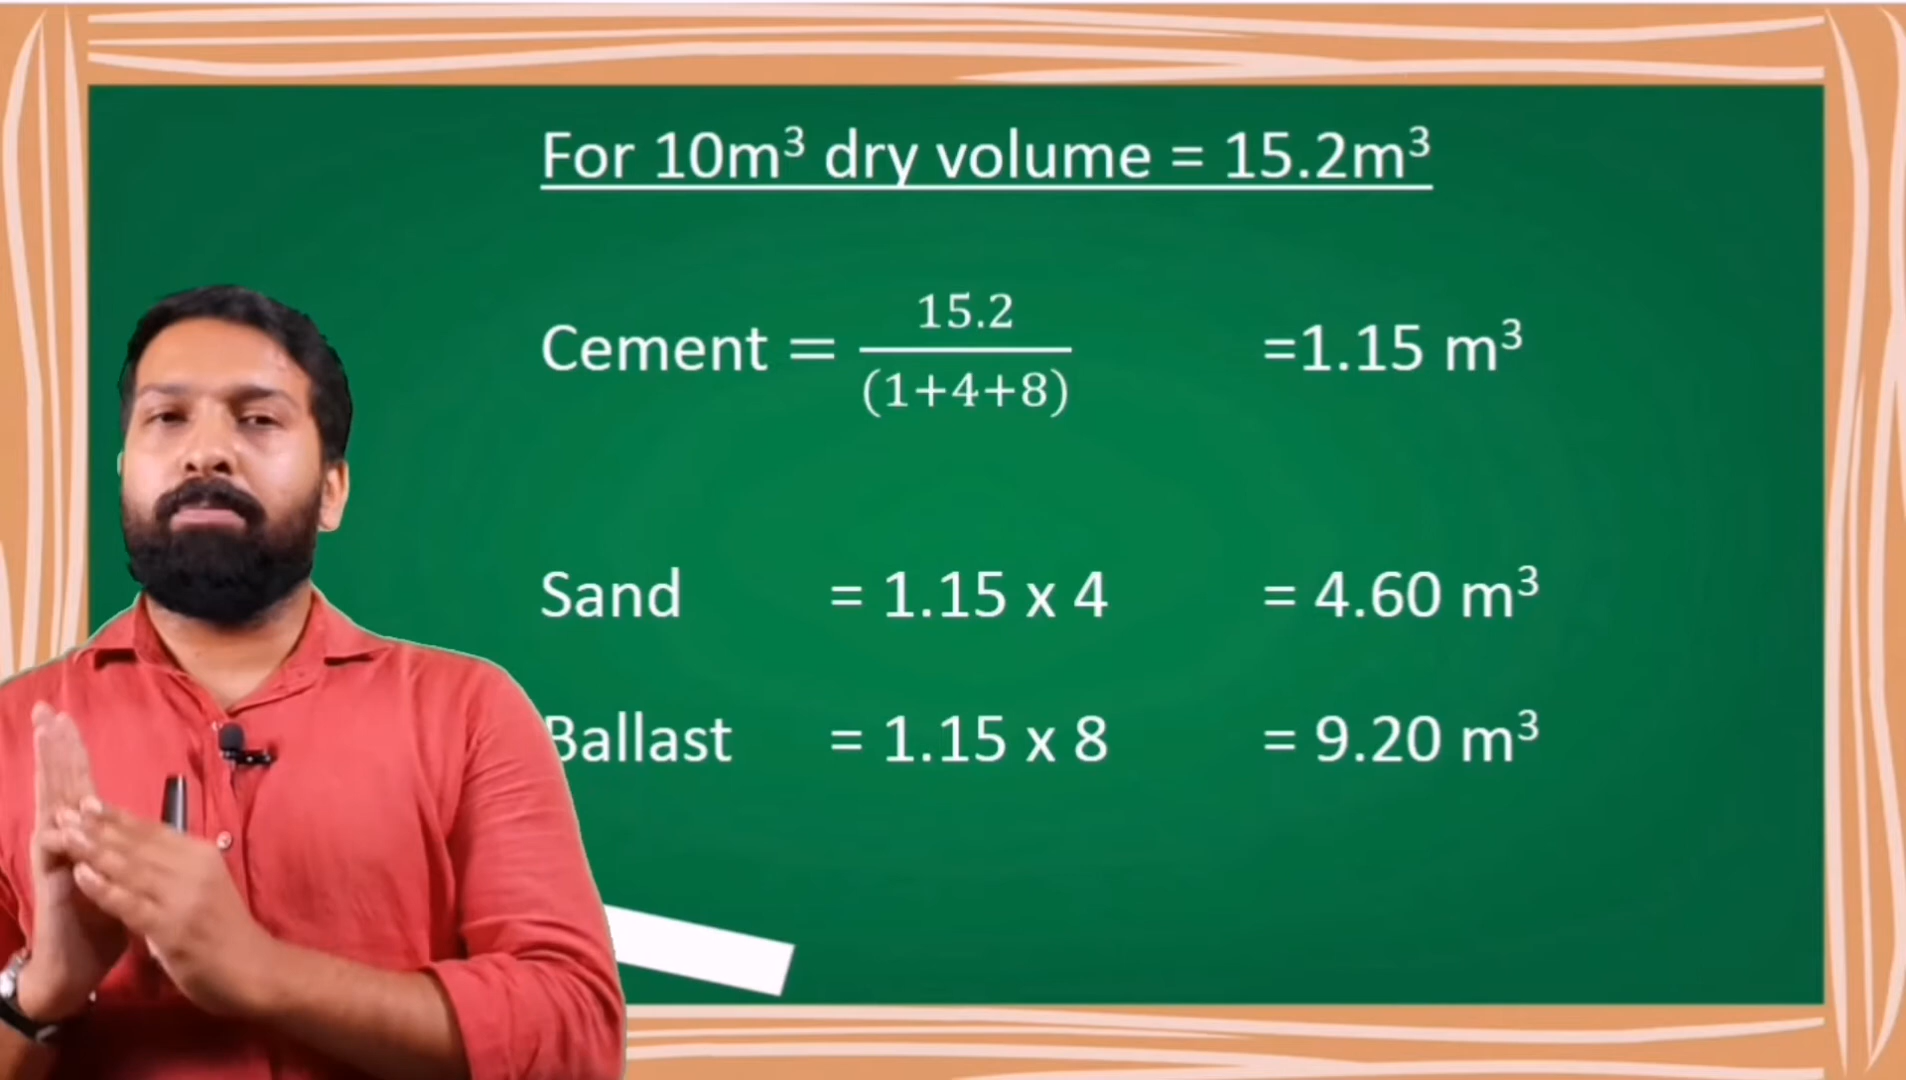 For 10m³ dry volume = 15.2m³
Cement = 15.2/(1+4+8) =1.15 m³
Sand = 1.15 x 4 = 4.60 m³
Ballast = 1.15 x 8 = 9.20 m³